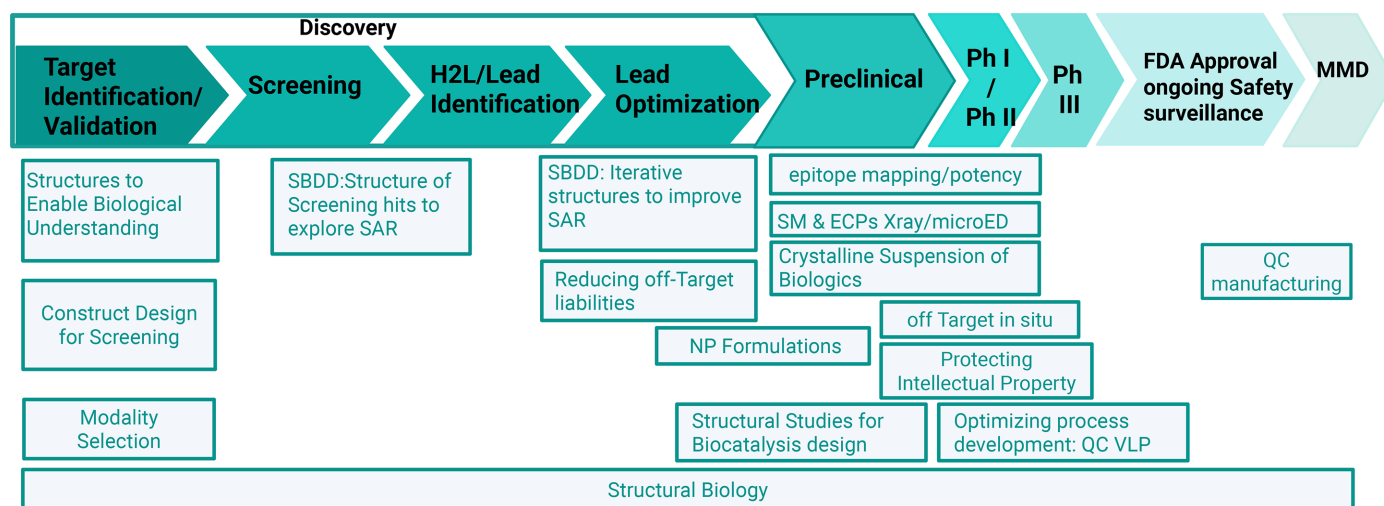 Discovery
Target
Identification/
Validation
Screening
H2L/Lead
Identification
Lead
Optimization
Preclinical
Ph I
/
Ph II
Ph
III
FDA Approval
ongoing Safety
surveillance
MMD
Structures to
Enable Biological
Understanding
Construct Design
for Screening
Modality
Selection
SBDD:Structure of
Screening hits to
explore SAR
SBDD: Iterative
structures to improve
SAR
Reducing off-Target
liabilities
NP Formulations
Structural Studies for
Biocatalysis design
epitope mapping/potency
SM & ECPs Xray/microED
Crystalline Suspension of
Biologics
off Target in situ
Protecting
Intellectual Property
Optimizing process
development: QC VLP
QC
manufacturing
Structural Biology